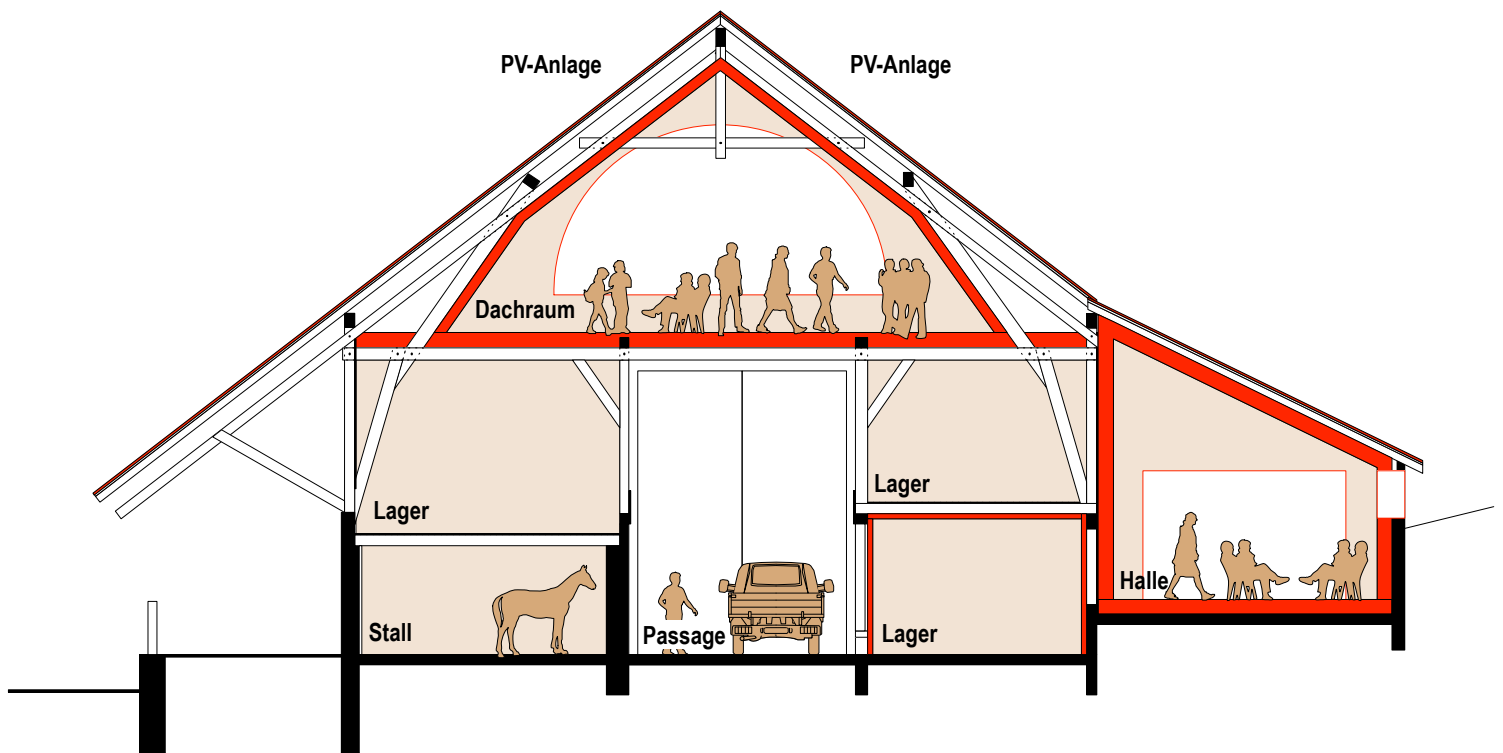 PV-Anlage
PV-Anlage
Dachraum
Lager
Lager
Halle
Stall
Passage
Lager